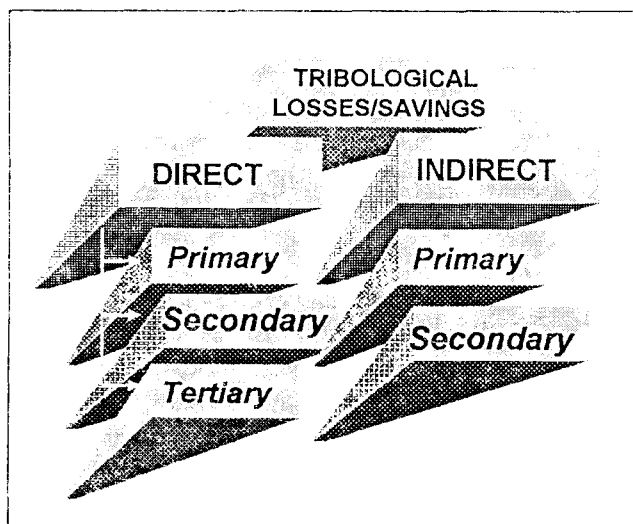 TRIBOLOGICAL
LOSSES/SAVINGS
DIRECT
Primary
Secondary
Tertiary
INDIRECT
Primary
Secondary